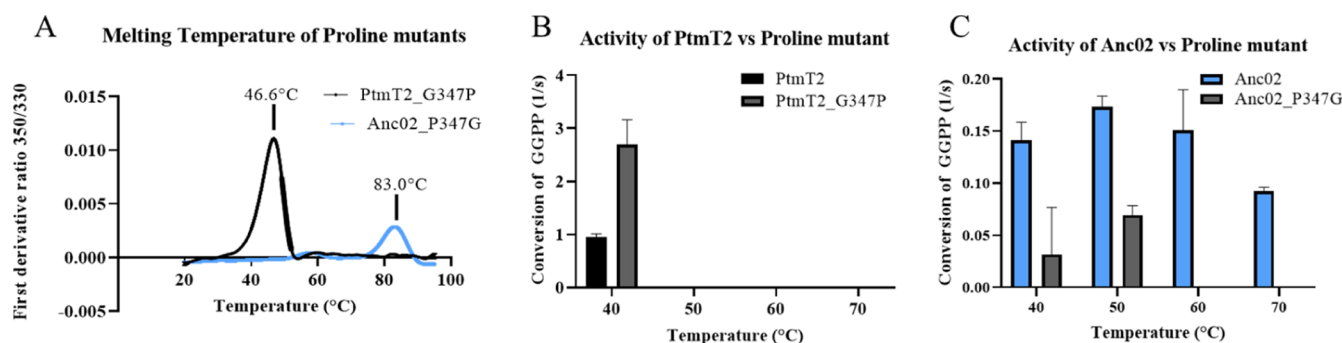 A
Melting Temperature of Proline mutants
First derivative ratio 350/330
0.015
0.010
0.005
0.000
-0.005
46.6°C
83.0°C
PtmT2_G347P
Anc02_P347G
20 40 60 80 100
Temperature (°C)
B
Activity of PtmT2 vs Proline mutant
Conversion of GGPP (1/s)
4
3
2
1
0
PtmT2
PtmT2_G347P
40 50 60 70
Temperature (°C)
C
Activity of Anc02 vs Proline mutant
Conversion of GGPP (1/s)
0.20
0.15
0.10
0.05
0.00
Anc02
Anc02_P347G
40 50 60 70
Temperature (°C)